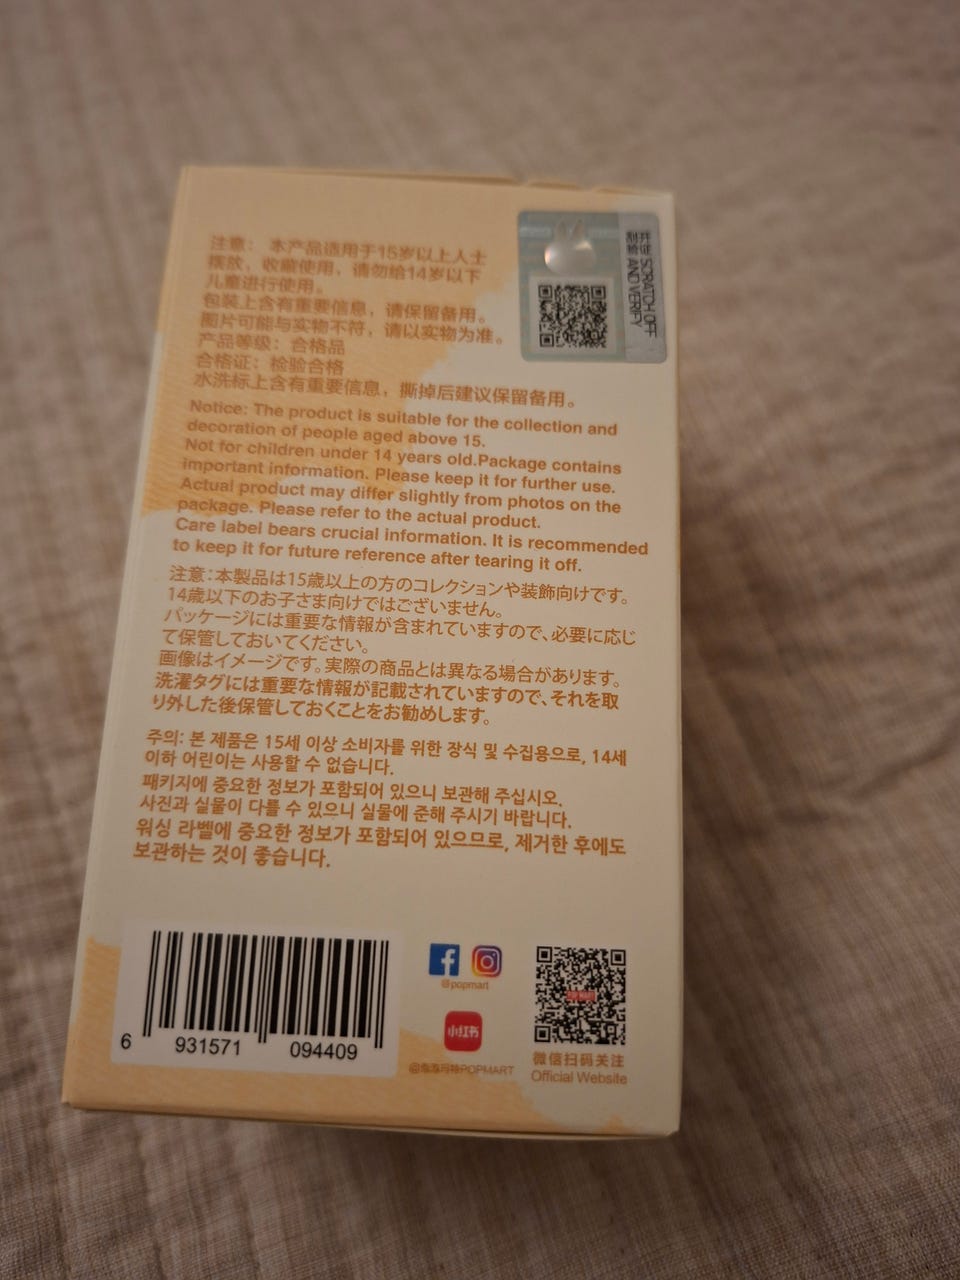 注意： 本产品适用于15岁以上人士
摆放，收藏使用，请勿给14岁以下
儿童进行使用。
包装上含有重要信息，请保留备用。
图片可能与实物不符，请以实物为准。
产品等级：合格品
合格证：检验合格
水洗标上含有重要信息，撕掉后建议保留备用。
Notice: The product is suitable for the collection and
decoration of people aged above 15.
Not for children under 14 years old.Package contains
important information. Please keep it for further use.
Actual product may differ slightly from photos on the
package. Please refer to the actual product.
Care label bears crucial information. It is recommended
to keep it for future reference after tearing it off.
注意：本製品は15歳以上の方のコレクションや装飾向けです。
14歳以下のお子さま向けではございません。
パッケージには重要な情報が含まれていますので、必要に応じ
て保管しておいてください。
画像はイメージです。実際の商品とは異なる場合があります。
洗濯タグには重要な情報が記載されていますので、それを取
り外した後保管しておくことをお勧めします。
주의: 본 제품은 15세 이상 소비자를 위한 장식 및 수집용으로, 14세
이하 어린이는 사용할 수 없습니다.
패키지에 중요한 정보가 포함되어 있으니 보관해 주십시오.
사진과 실물이 다를 수 있으니 실물에 준해 주시기 바랍니다.
워싱 라벨에 중요한 정보가 포함되어 있으므로, 제거한 후에도
보관하는 것이 좋습니다.
SCRATCH OFF
AND VERIFY
6 931571 094409
@popmart
小红书
POPMART
POP MART
微信扫码关注
Official Website